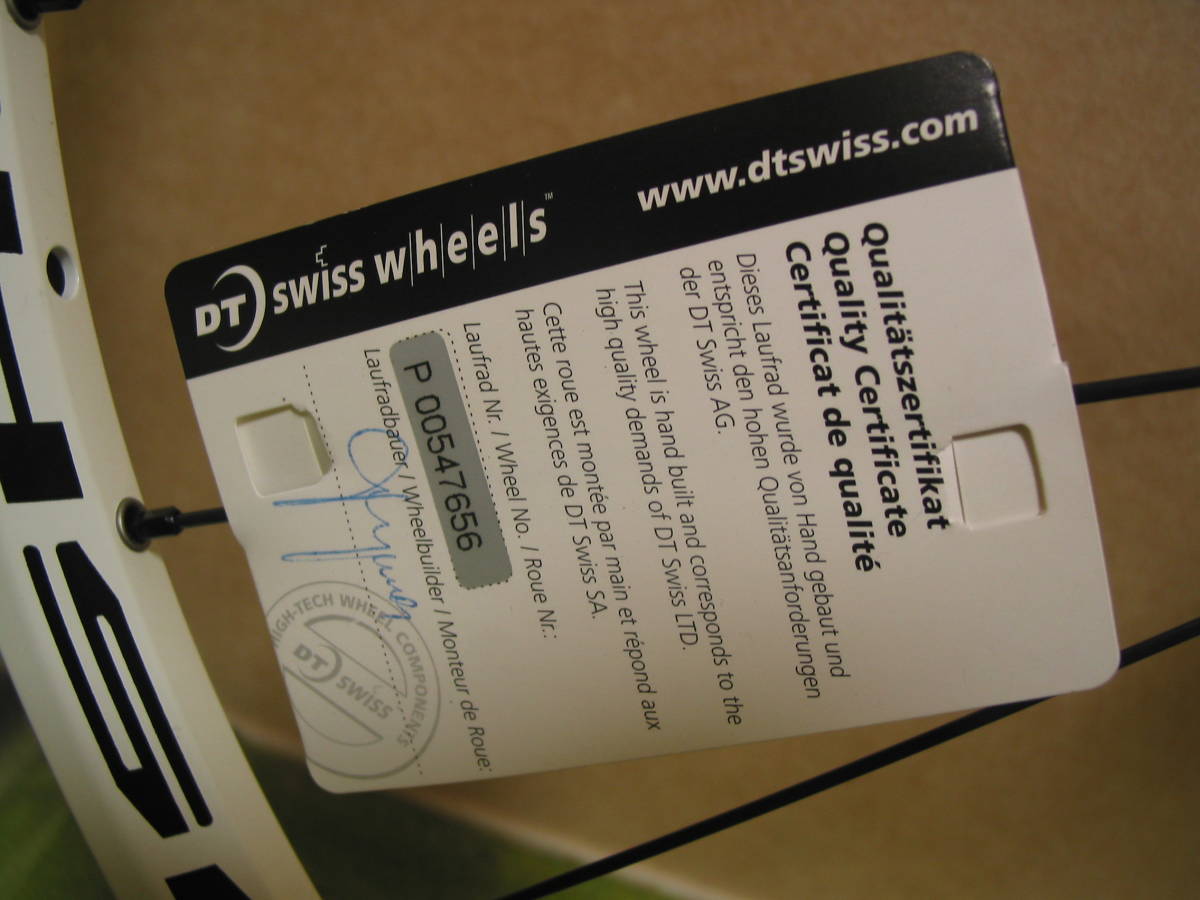 Qualitätszertifikat
Quality Certificate
Certificat de qualité
Dieses Laufrad wurde von Hand gebaut und
entspricht den hohen Qualitätsanforderungen
der DT Swiss AG.
This wheel is hand built and corresponds to the
high quality demands of DT Swiss LTD.
Cette roue est montée par main et répond aux
hautes exigences de DT Swiss SA.
Laufrad Nr. / Wheel No. / Roue Nr.:
P 00547656
Laufradbauer / Wheelbuilder / Monteur de Roue:
HIGH-TECH WHEEL COMPONENTS
DT SWISS
DT swiss wheels™
www.dtswiss.com